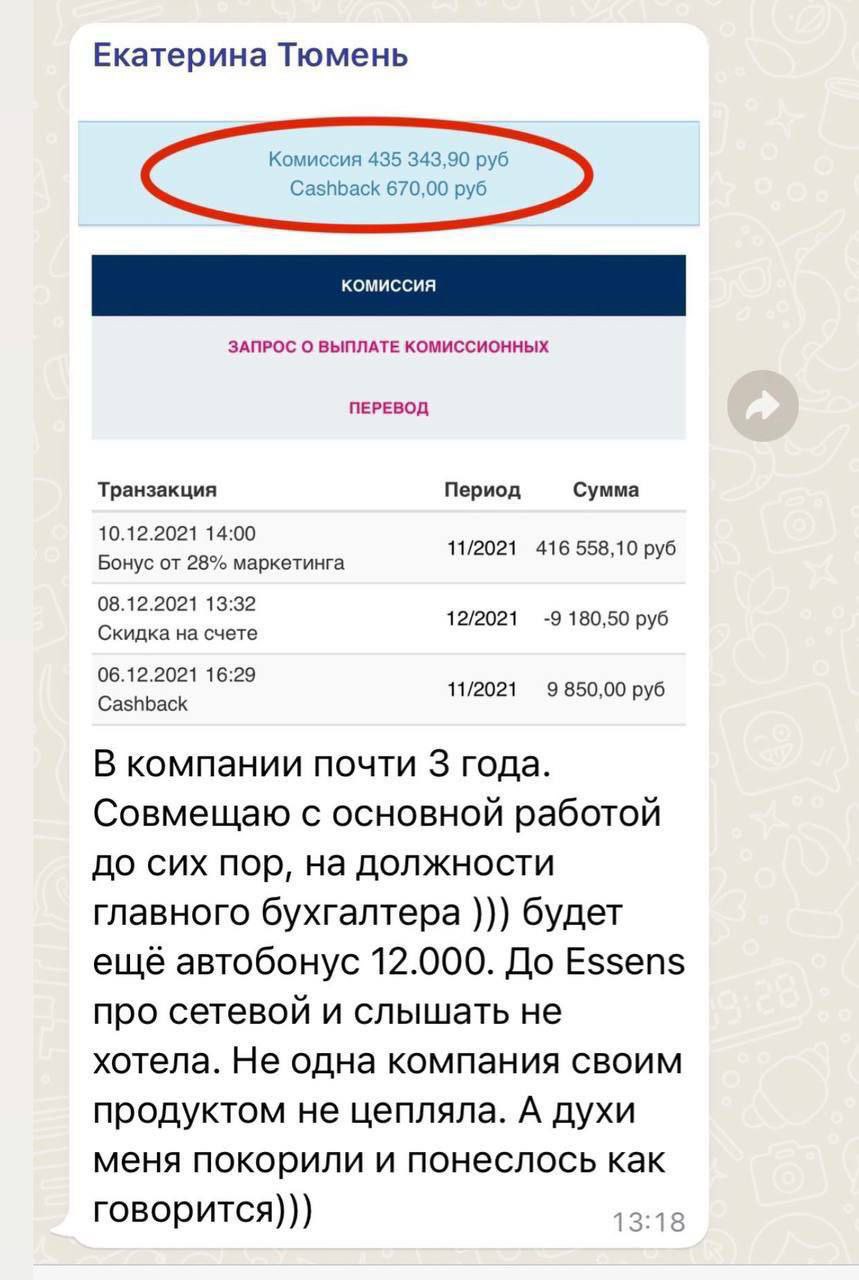 Екатерина Тюмень
Комиссия 435 343,90 руб
Cashback 670,00 руб
КОМИССИЯ
ЗАПРОС О ВЫПЛАТЕ КОМИССИОННЫХ
ПЕРЕВОД
Транзакция Период Сумма
10.12.2021 14:00
Бонус от 28% маркетинга 11/2021 416 558,10 руб
08.12.2021 13:32
Скидка на счете 12/2021 -9 180,50 руб
06.12.2021 16:29
Cashback 11/2021 9 850,00 руб
В компании почти 3 года.
Совмещаю с основной работой
до сих пор, на должности
главного бухгалтера ))) будет
ещё автобонус 12.000. До Essens
про сетевой и слышать не
хотела. Не одна компания своим
продуктом не цепляла. А духи
меня покорили и понеслось как
говорится)))
13:18